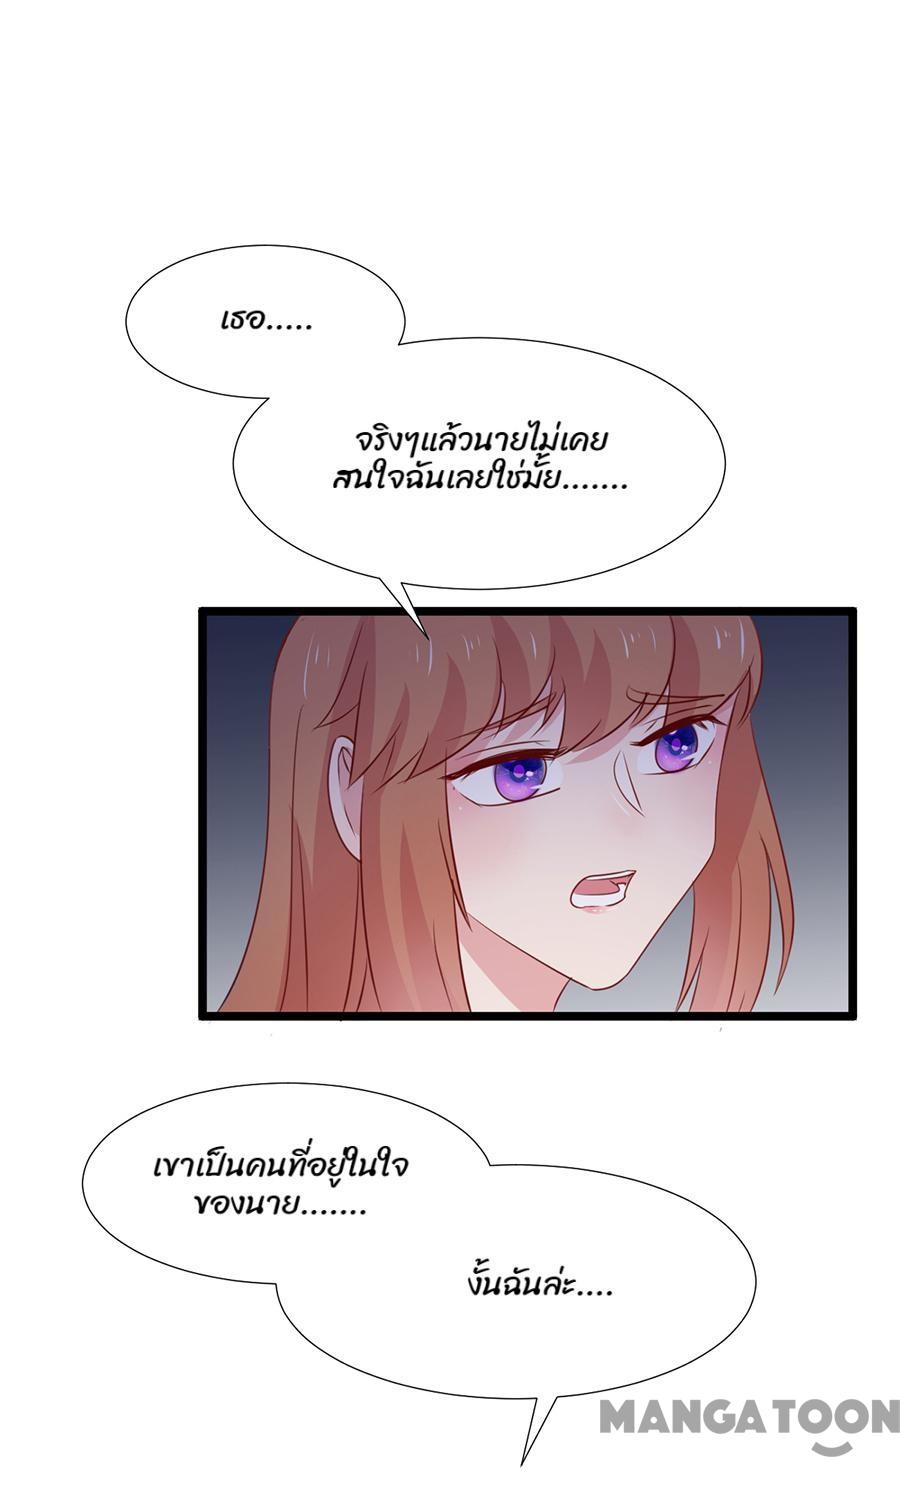 เธอ.....
จริงๆแล้วนายไม่เคย
สนใจฉันเลยใช่มั้ย.......
เขาเป็นคนที่อยู่ในใจ
ของนาย.......
งั้นฉันล่ะ....
MANGATOON